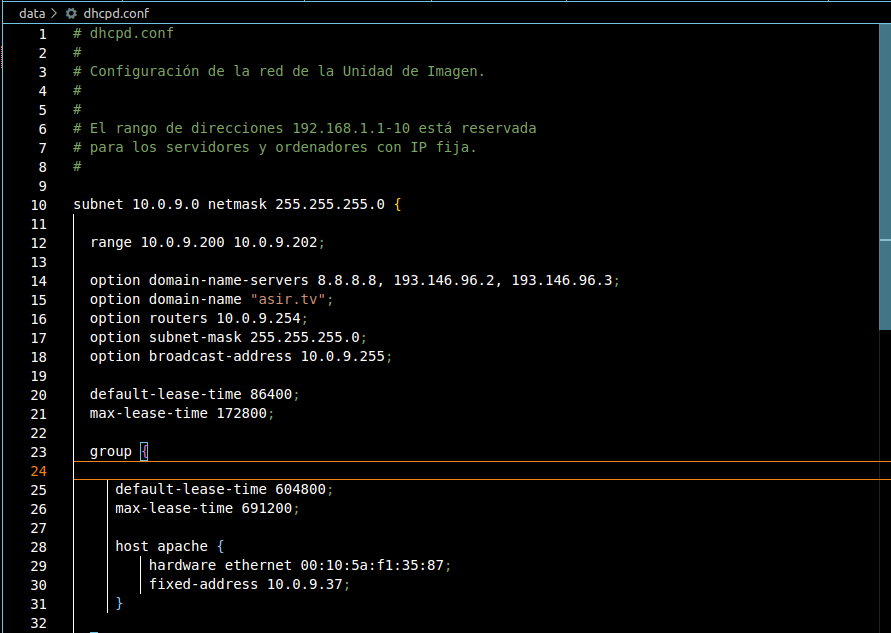 data > dhcpd.conf
1 # dhcpd.conf
2 #
3 # Configuración de la red de la Unidad de Imagen.
4 #
5 #
6 # El rango de direcciones 192.168.1.1-10 está reservada
7 # para los servidores y ordenadores con IP fija.
8 #
9
10 subnet 10.0.9.0 netmask 255.255.255.0 {
11
12 range 10.0.9.200 10.0.9.202;
13
14 option domain-name-servers 8.8.8.8, 193.146.96.2, 193.146.96.3;
15 option domain-name "asir.tv";
16 option routers 10.0.9.254;
17 option subnet-mask 255.255.255.0;
18 option broadcast-address 10.0.9.255;
19
20 default-lease-time 86400;
21 max-lease-time 172800;
22
23 group {
24
25 default-lease-time 604800;
26 max-lease-time 691200;
27
28 host apache {
29 hardware ethernet 00:10:5a:f1:35:87;
30 fixed-address 10.0.9.37;
31 }
32